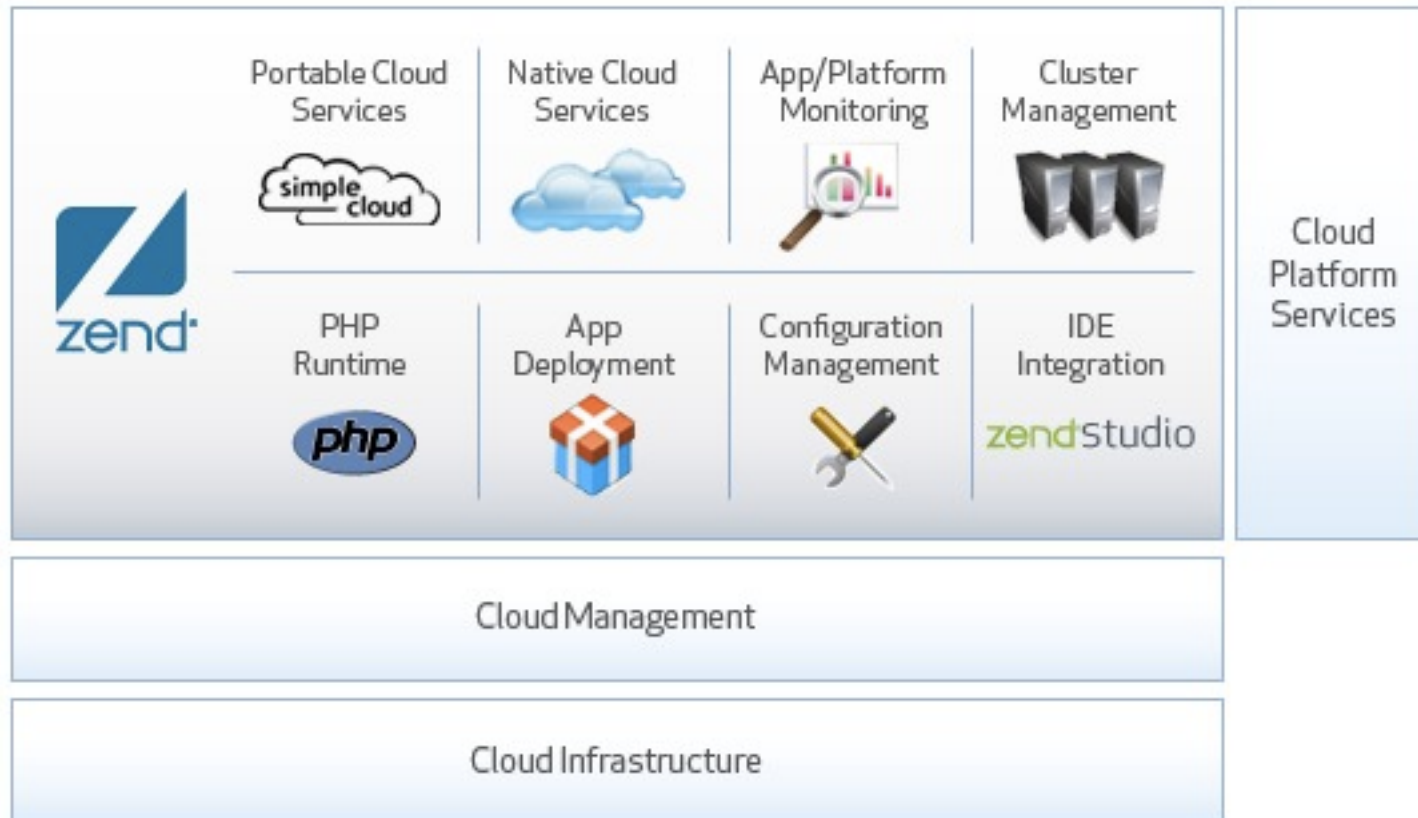 Portable Cloud
Services
Native Cloud
Services
App/Platform
Monitoring
Cluster
Management
simple
cloud
zend
PHP
Runtime
App
Deployment
Configuration
Management
IDE
Integration
php
zend studio
Cloud
Platform
Services
Cloud Management
Cloud Infrastructure